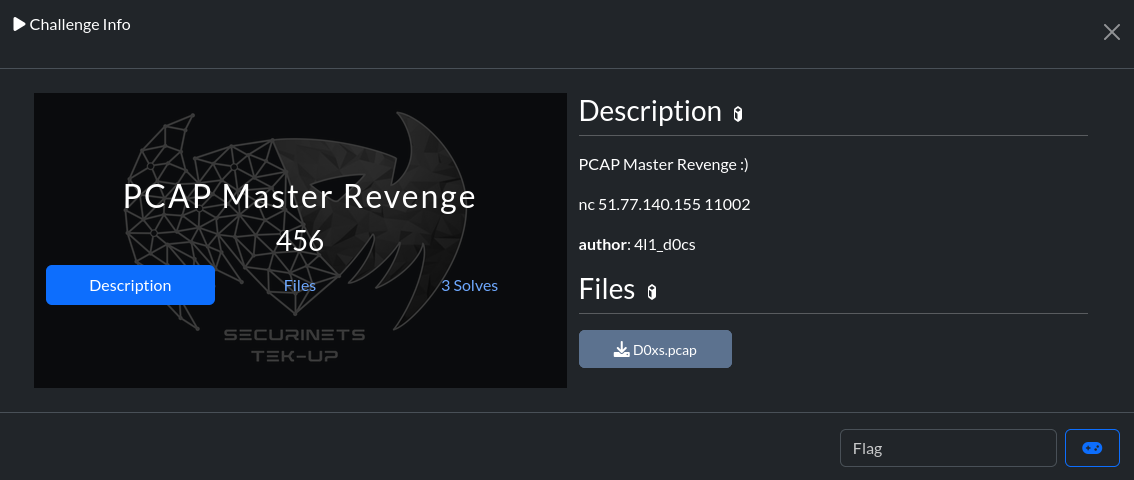 Challenge Info
PCAP Master Revenge
456
Description
Files
3 Solves
SECURINETS
TEK-UP
Description
PCAP Master Revenge :)
nc 51.77.140.155 11002
author: 4l1_d0cs
Files
D0xs.pcap
Flag